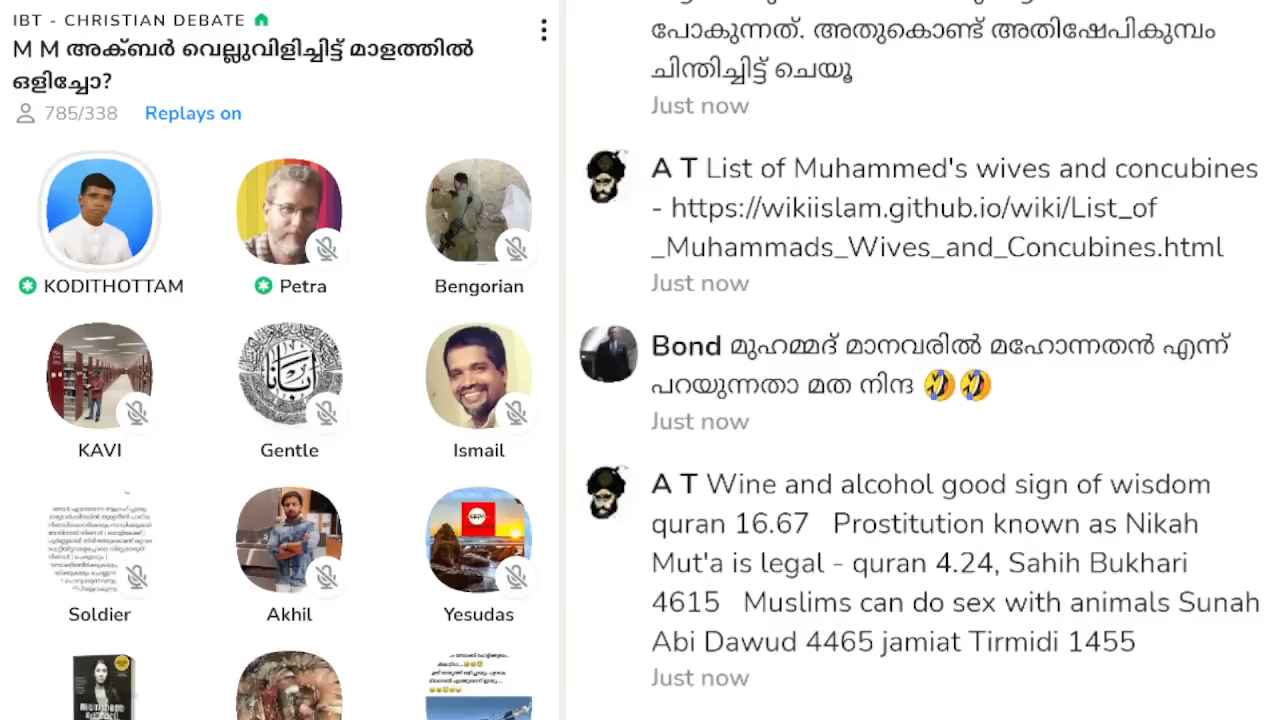 IBT - CHRISTIAN DEBATE
M M അക്ബർ വെല്ലുവിളിച്ചിട്ട് മാളത്തിൽ
ഒളിച്ചോ?
785/338 Replays on
KODITHOTTAM
Petra
Bengorian
KAVI
Gentle
Ismail
Soldier
Akhil
Yesudas
പോകുന്നത്. അതുകൊണ്ട് അതിഷേപികുമ്പം
ചിന്തിച്ചിട്ട് ചെയൂ
Just now
A T List of Muhammed's wives and concubines
- https://wikiislam.github.io/wiki/List_of
_Muhammads_Wives_and_Concubines.html
Just now
Bond മുഹമ്മദ് മാനവരിൽ മഹോന്നതൻ എന്ന്
പറയുന്നതാ മത നിന്ദ 🤣🤣
Just now
A T Wine and alcohol good sign of wisdom
quran 16.67 Prostitution known as Nikah
Mut'a is legal - quran 4.24, Sahih Bukhari
4615 Muslims can do sex with animals Sunah
Abi Dawud 4465 jamiat Tirmidi 1455
Just now